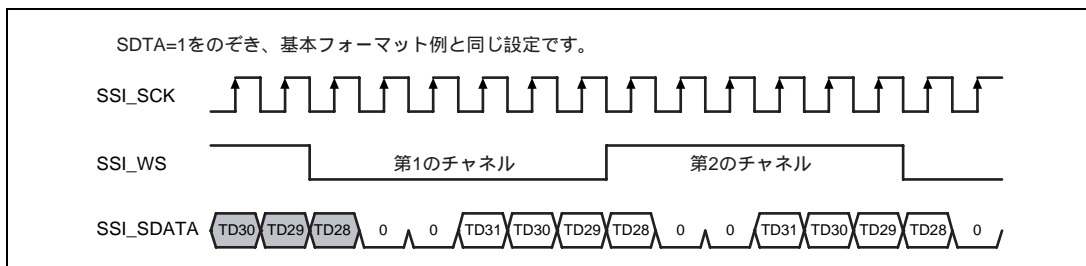 SDTA=1をのぞき、基本フォーマット例と同じ設定です。
SSI_SCK
SSI_WS 第1のチャネル 第2のチャネル
SSI_SDATA TD30 TD29 TD28 0 0 TD31 TD30 TD29 TD28 0 0 TD31 TD30 TD29 TD28 0